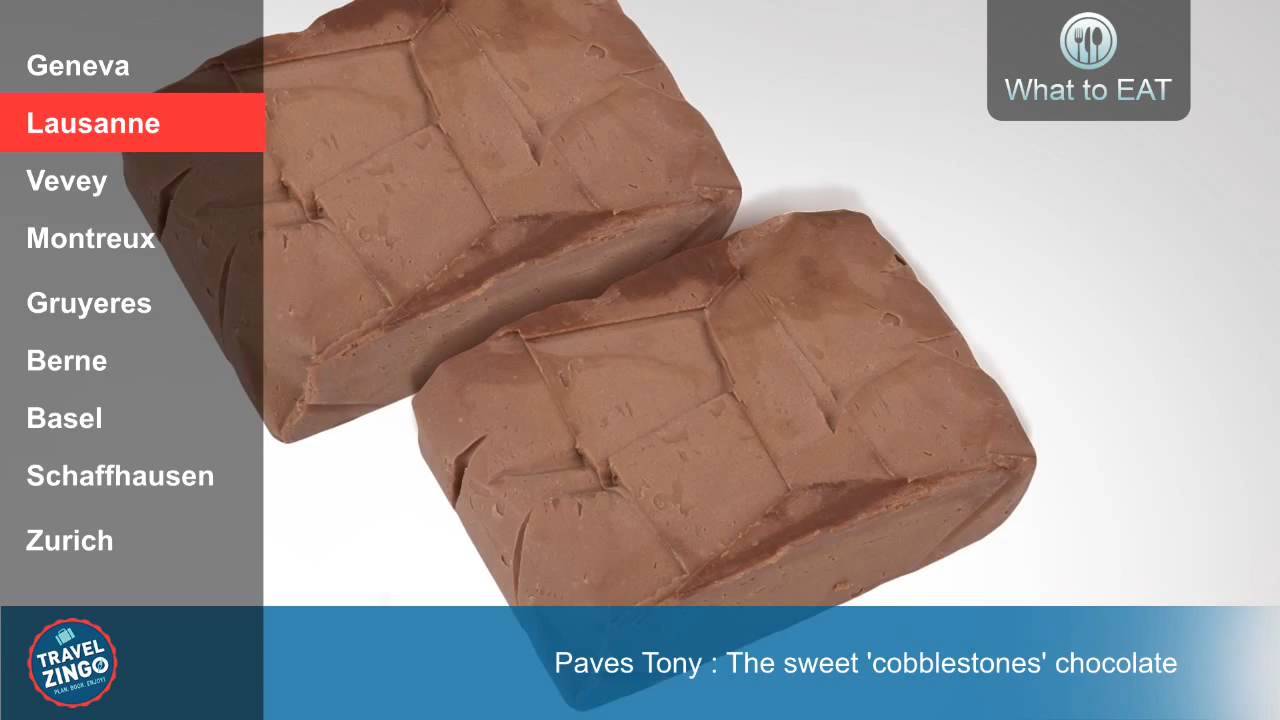 Geneva
Lausanne
Vevey
Montreux
Gruyeres
Berne
Basel
Schaffhausen
Zurich
What to EAT
TRAVEL
ZINGO
PLAN. BOOK. ENJOY!
Paves Tony : The sweet 'cobblestones' chocolate